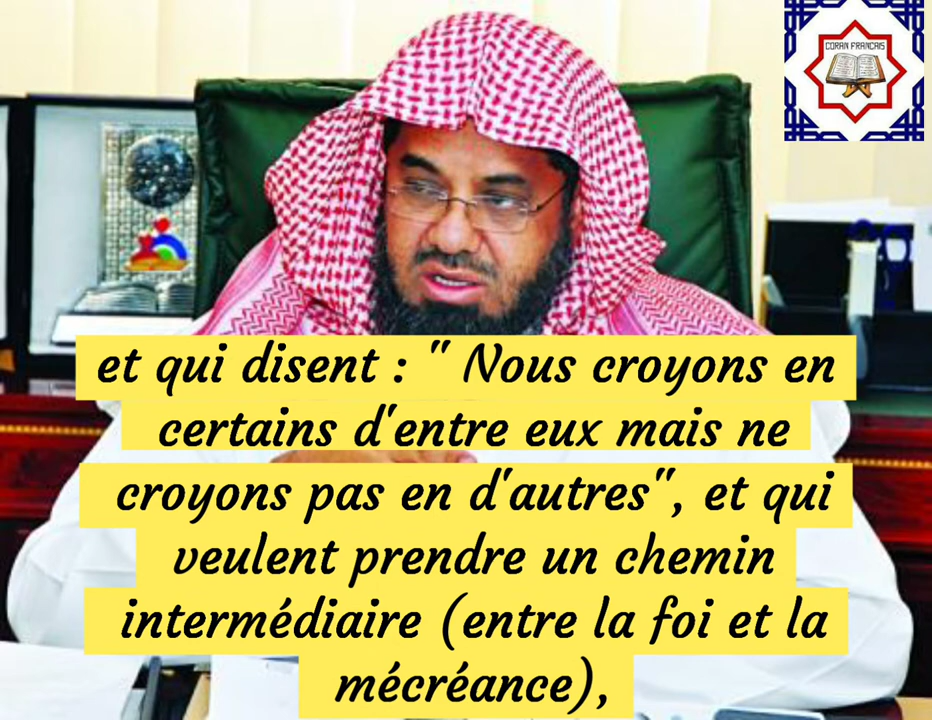 CORAN FRANCAIS
et qui disent : " Nous croyons en
certains d'entre eux mais ne
croyons pas en d'autres", et qui
veulent prendre un chemin
intermédiaire (entre la foi et la
mécréance),